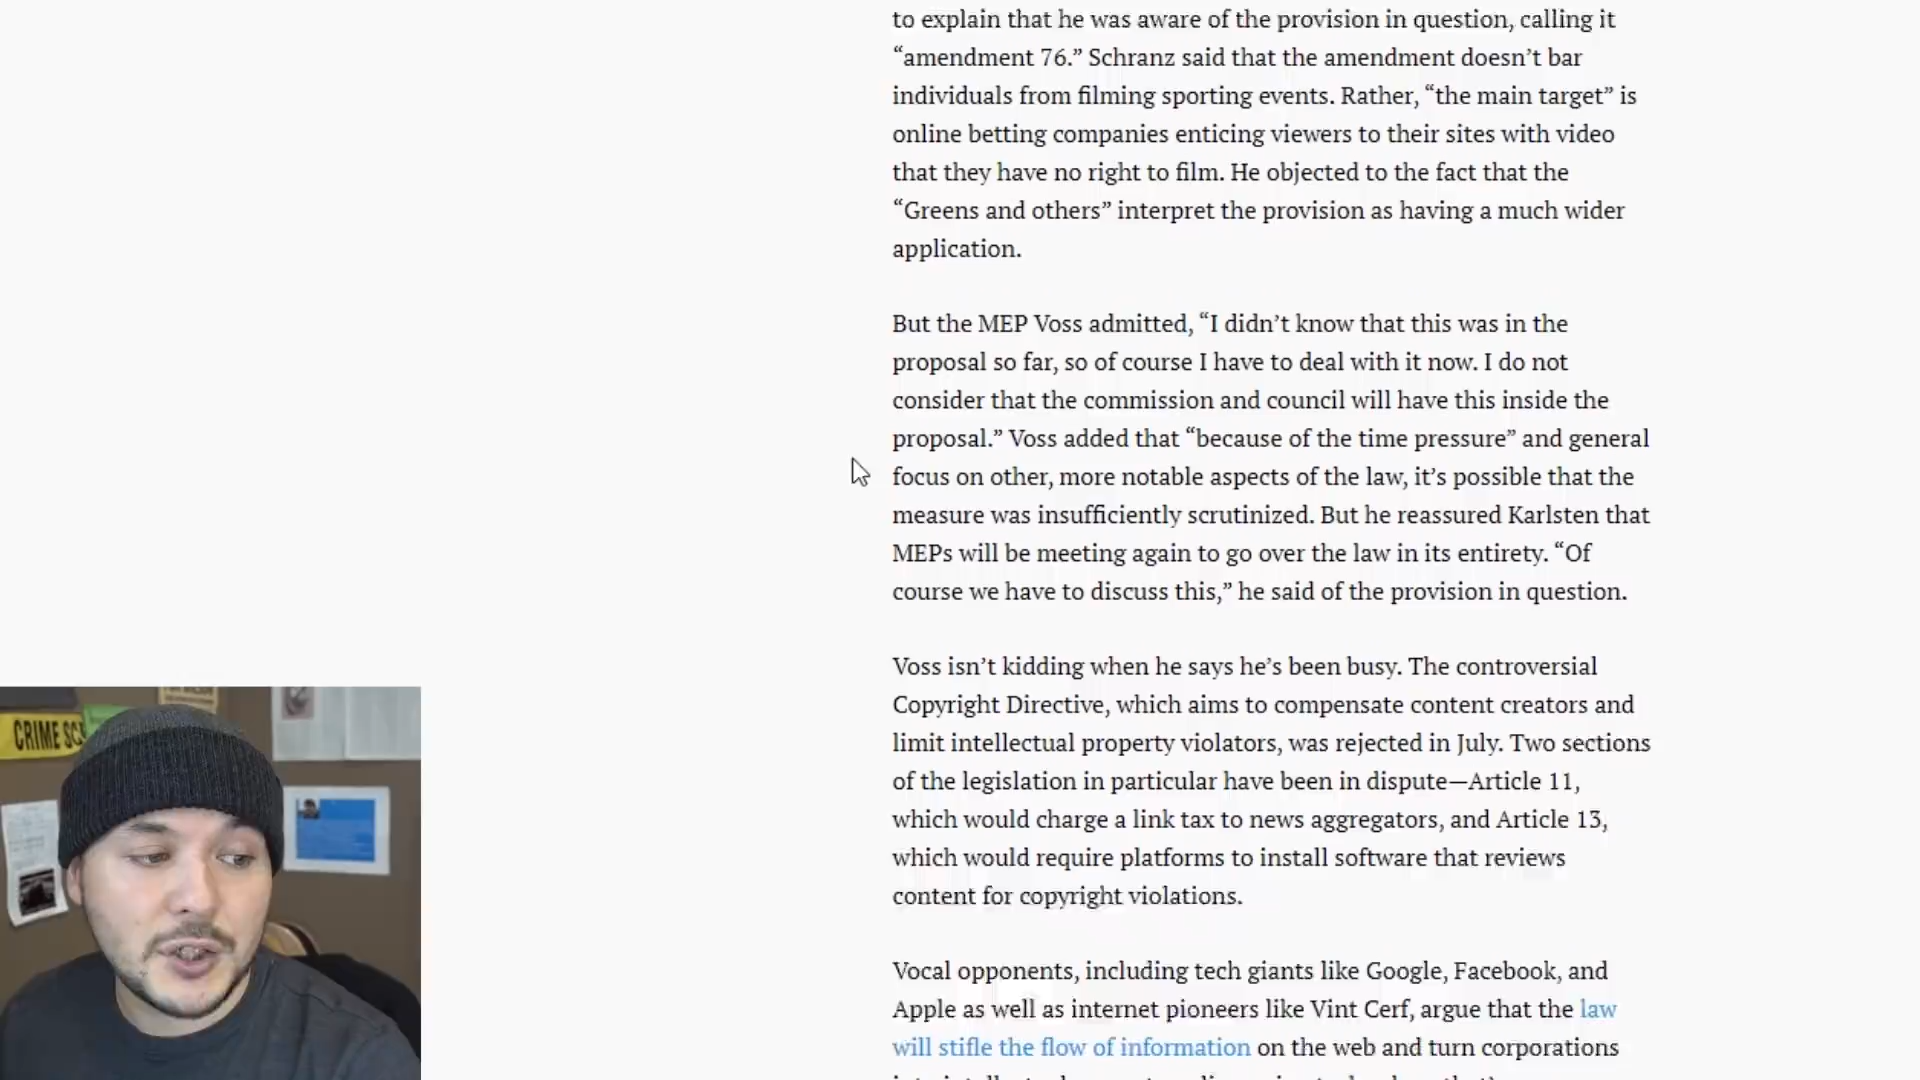 to explain that he was aware of the provision in question, calling it
“amendment 76.” Schranz said that the amendment doesn’t bar
individuals from filming sporting events. Rather, “the main target” is
online betting companies enticing viewers to their sites with video
that they have no right to film. He objected to the fact that the
“Greens and others” interpret the provision as having a much wider
application.
But the MEP Voss admitted, “I didn’t know that this was in the
proposal so far, so of course I have to deal with it now. I do not
consider that the commission and council will have this inside the
proposal.” Voss added that “because of the time pressure” and general
focus on other, more notable aspects of the law, it’s possible that the
measure was insufficiently scrutinized. But he reassured Karlsten that
MEPs will be meeting again to go over the law in its entirety. “Of
course we have to discuss this,” he said of the provision in question.
Voss isn’t kidding when he says he’s been busy. The controversial
Copyright Directive, which aims to compensate content creators and
limit intellectual property violators, was rejected in July. Two sections
of the legislation in particular have been in dispute—Article 11,
which would charge a link tax to news aggregators, and Article 13,
which would require platforms to install software that reviews
content for copyright violations.
Vocal opponents, including tech giants like Google, Facebook, and
Apple as well as internet pioneers like Vint Cerf, argue that the law
will stifle the flow of information on the web and turn corporations
CRIME SC